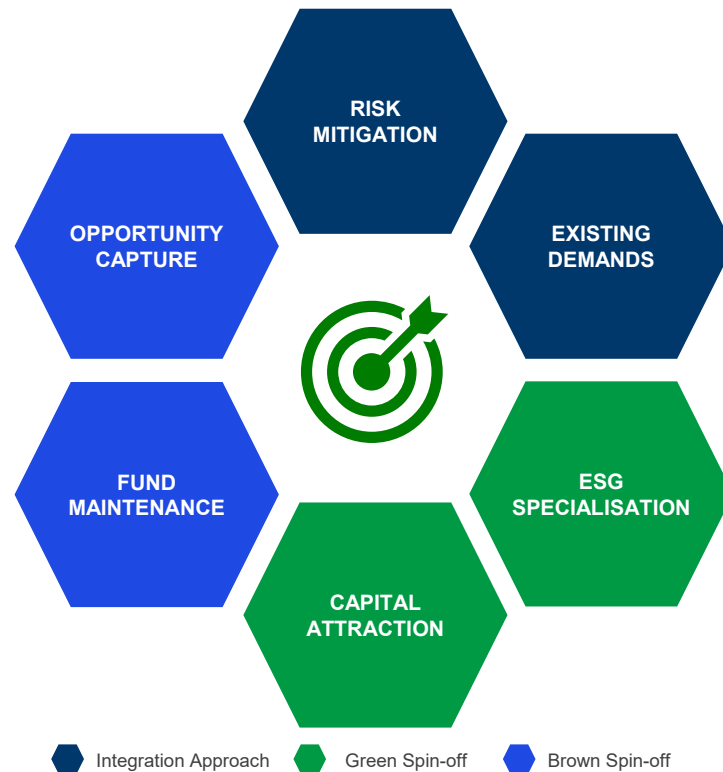 RISK
MITIGATION
OPPORTUNITY
CAPTURE
EXISTING
DEMANDS
FUND
MAINTENANCE
ESG
SPECIALISATION
CAPITAL
ATTRACTION
Integration Approach
Green Spin-off
Brown Spin-off